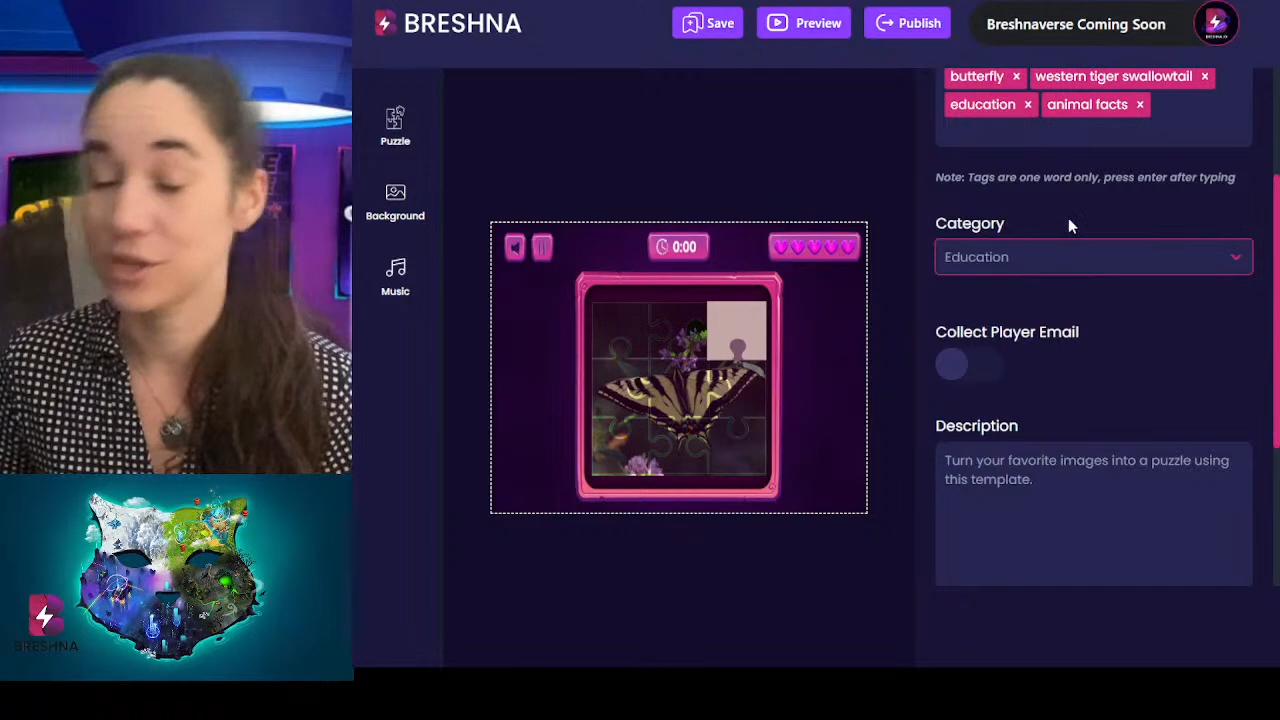 BRESHNA
Save
Preview
Publish
Breshnaverse Coming Soon
butterfly ×
western tiger swallowtail ×
education ×
animal facts ×
Note: Tags are one word only, press enter after typing
Puzzle
Background
Music
Category
Education
0:00
Collect Player Email
Description
Turn your favorite images into a puzzle using
this template.
BRESHNA